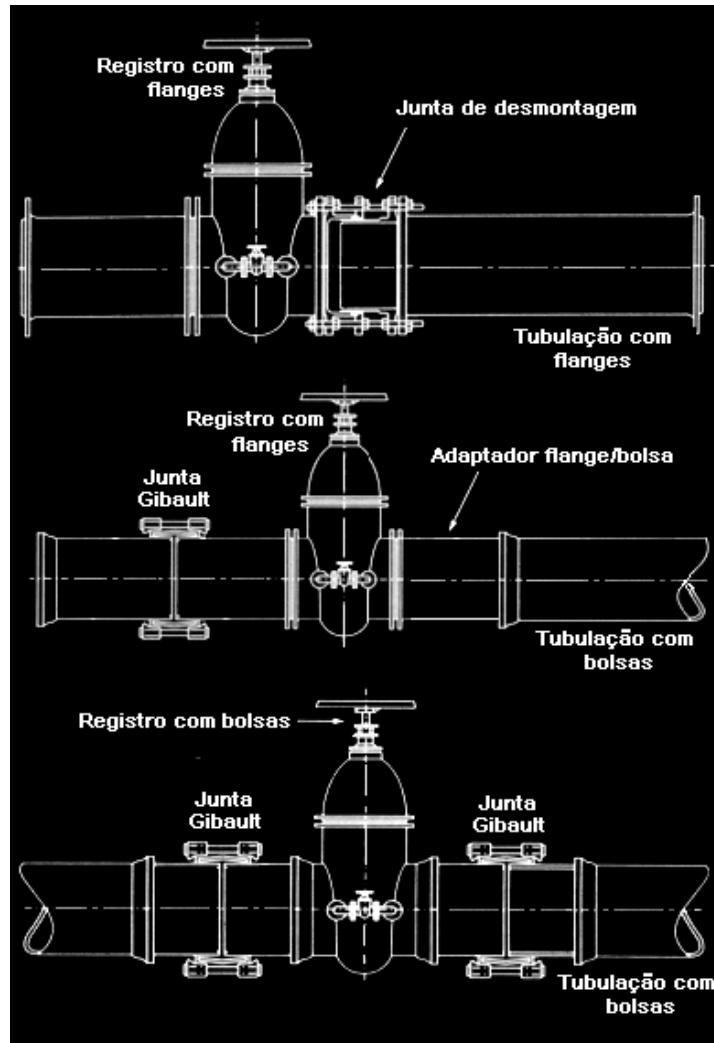 Registro com
flanges
Junta de desmontagem
Tubulação com
flanges
Registro com
flanges
Adaptador flange/bolsa
Junta
Gibault
Tubulação com
bolsas
Registro com bolsas
Junta
Gibault
Junta
Gibault
Tubulação com
bolsas